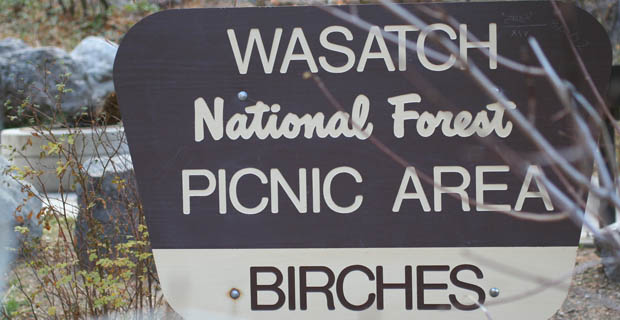 WASATCH
National Forest
PICNIC AREA
BIRCHES